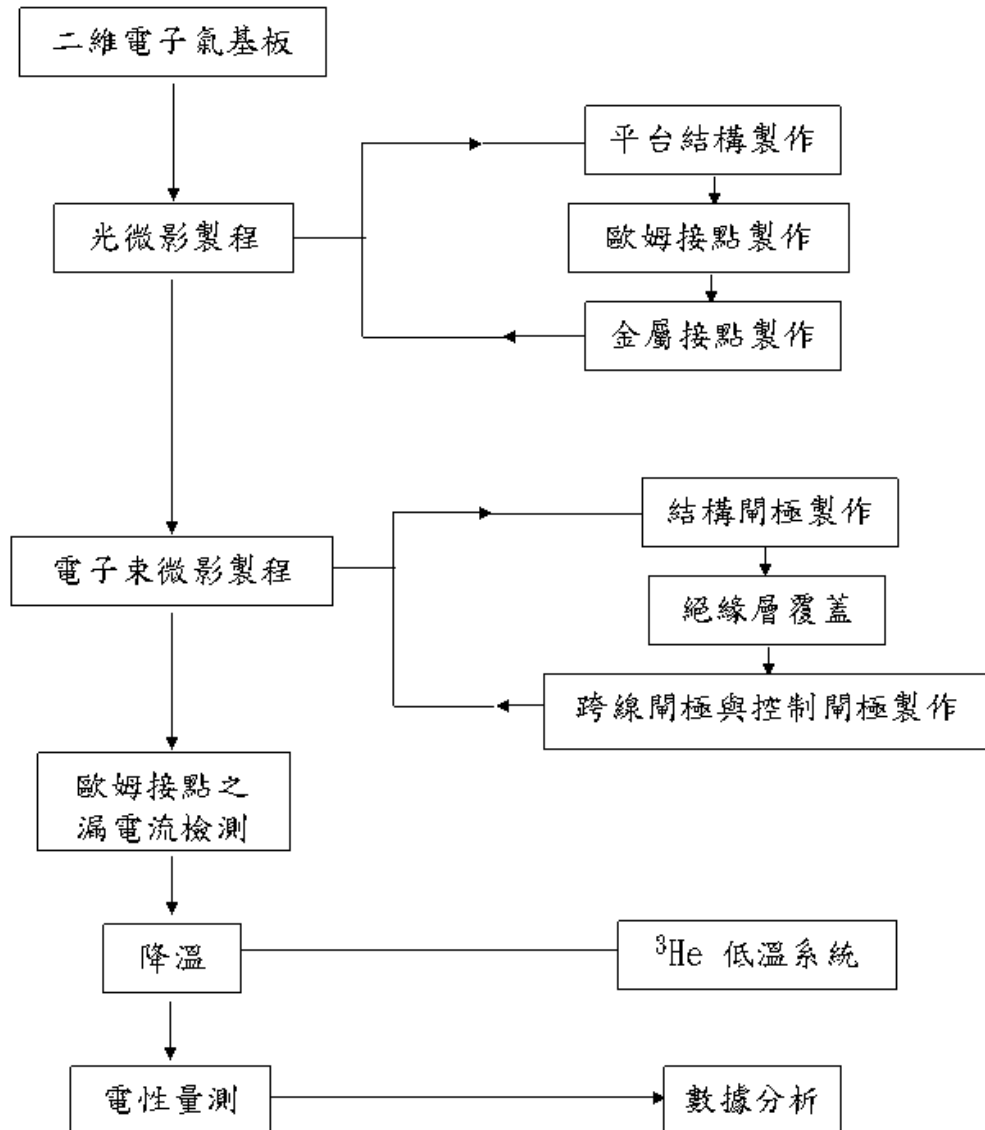 二維電子氣基板
平台結構製作
光微影製程
歐姆接點製作
金屬接點製作
結構閘極製作
電子束微影製程
絕緣層覆蓋
跨線閘極與控制閘極製作
歐姆接點之
漏電流檢測
降溫
³He 低溫系統
電性量測
數據分析